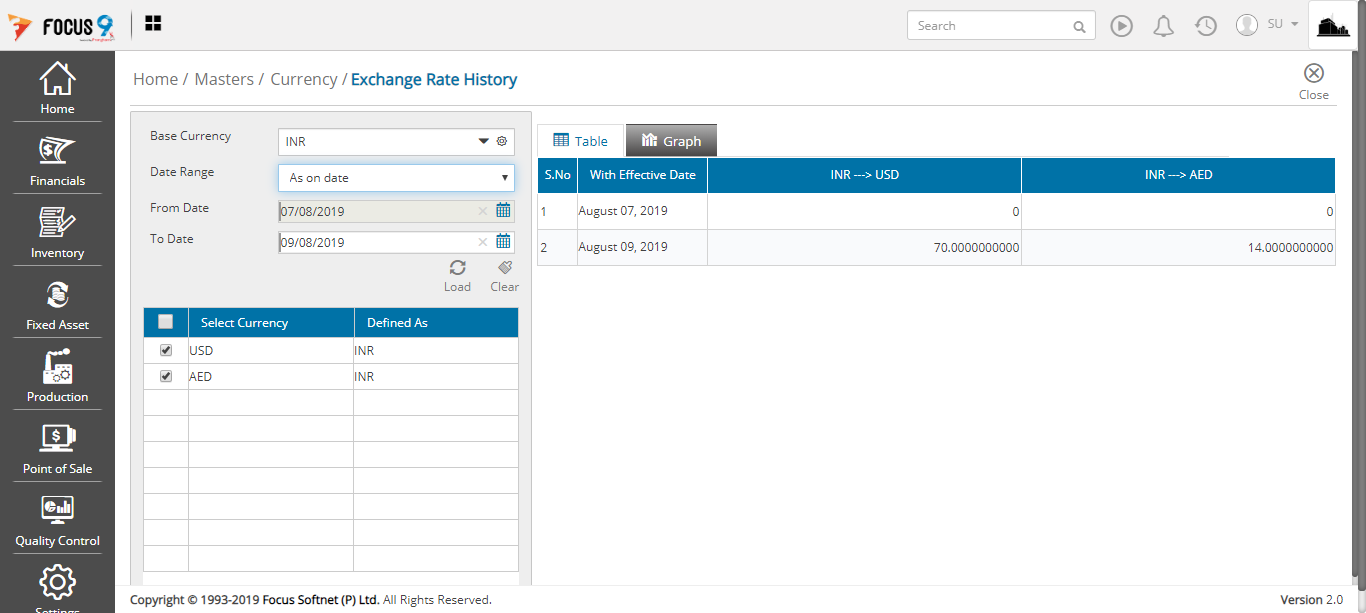 FOCUS 9
Search
SU
Home
Financials
Inventory
Fixed Asset
Production
Point of Sale
Quality Control
Settings
Home / Masters / Currency / Exchange Rate History
Close
Base Currency INR
Date Range As on date
From Date 07/08/2019
To Date 09/08/2019
Load Clear
Select Currency Defined As
USD INR
AED INR
Table Graph
S.No With Effective Date INR ---> USD INR ---> AED
1 August 07, 2019 0 0
2 August 09, 2019 70.0000000000 14.0000000000
Copyright © 1993-2019 Focus Softnet (P) Ltd. All Rights Reserved.
Version 2.0